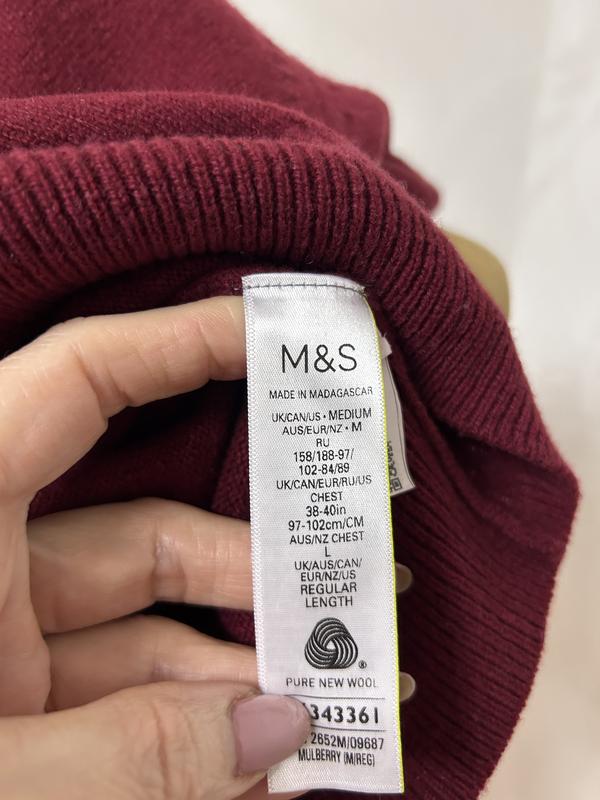 M&S
MADE IN MADAGASCAR
UK/CAN/US • MEDIUM
AUS/EUR/NZ • M
RU
158/188-97/
102-84/89
UK/CAN/EUR/RU/US
CHEST
38-40in
97-102cm/CM
AUS/NZ CHEST
L
UK/AUS/CAN/
EUR/NZ/US
REGULAR
LENGTH
®
PURE NEW WOOL
343361
2652M/09687
MULBERRY (M/REG)